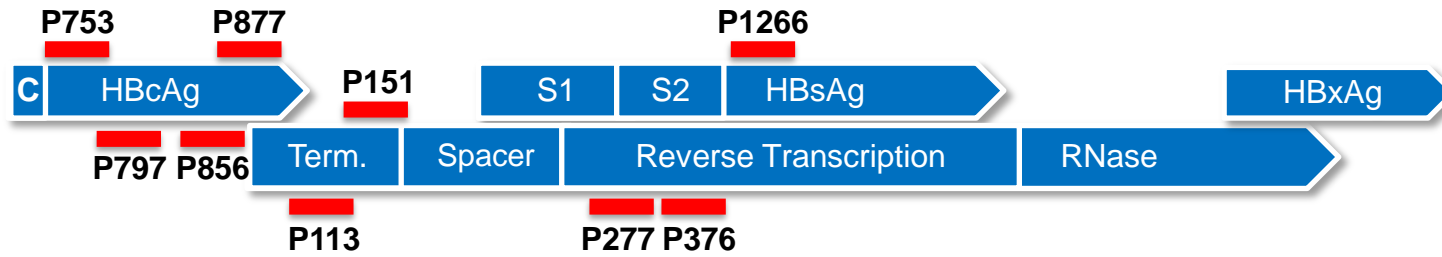 P753 P877 P1266
P151
C HBcAg S1 S2 HBsAg HBxAg
P797 P856 Term. Spacer Reverse Transcription RNase
P113 P277 P376